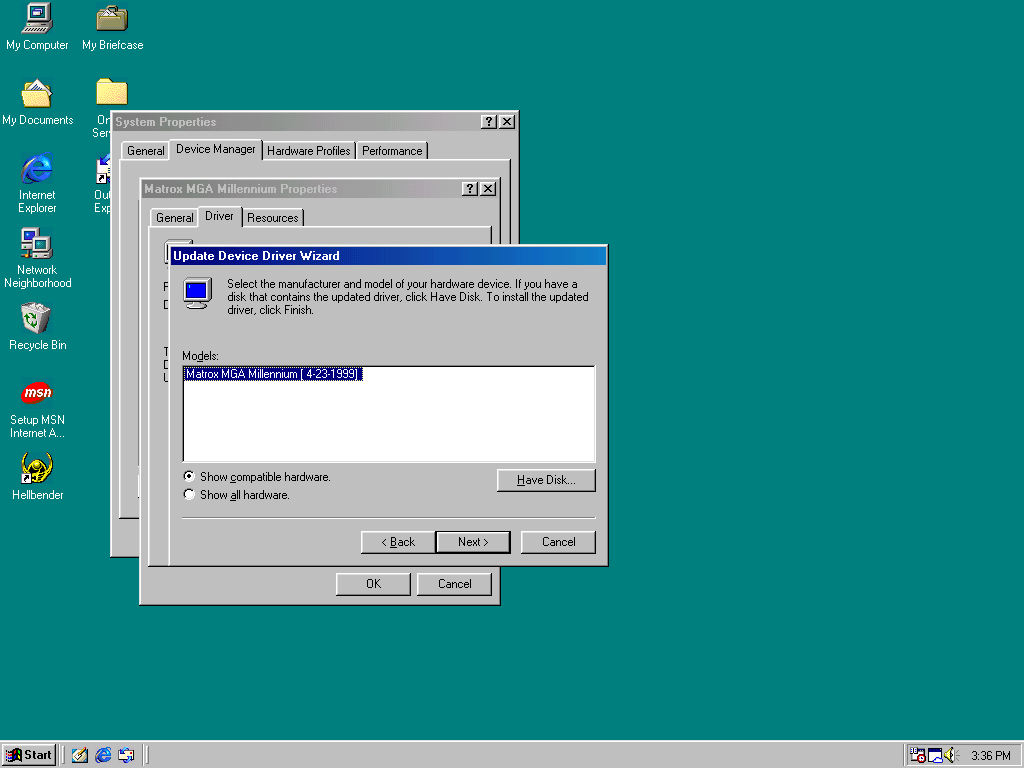 My Computer
My Briefcase
My Documents
Internet
Explorer
Network
Neighborhood
Recycle Bin
msn
Setup MSN
Internet A...
Hellbender
System Properties
General
Device Manager
Hardware Profiles
Performance
Matrox MGA Millennium Properties
General
Driver
Resources
Update Device Driver Wizard
Select the manufacturer and model of your hardware device. If you have a
disk that contains the updated driver, click Have Disk. To install the updated
driver, click Finish.
Models:
Matrox MGA Millennium [ 4-23-1999]
Show compatible hardware.
Show all hardware.
Have Disk...
< Back
Next >
Cancel
OK
Cancel
Start
3:36 PM